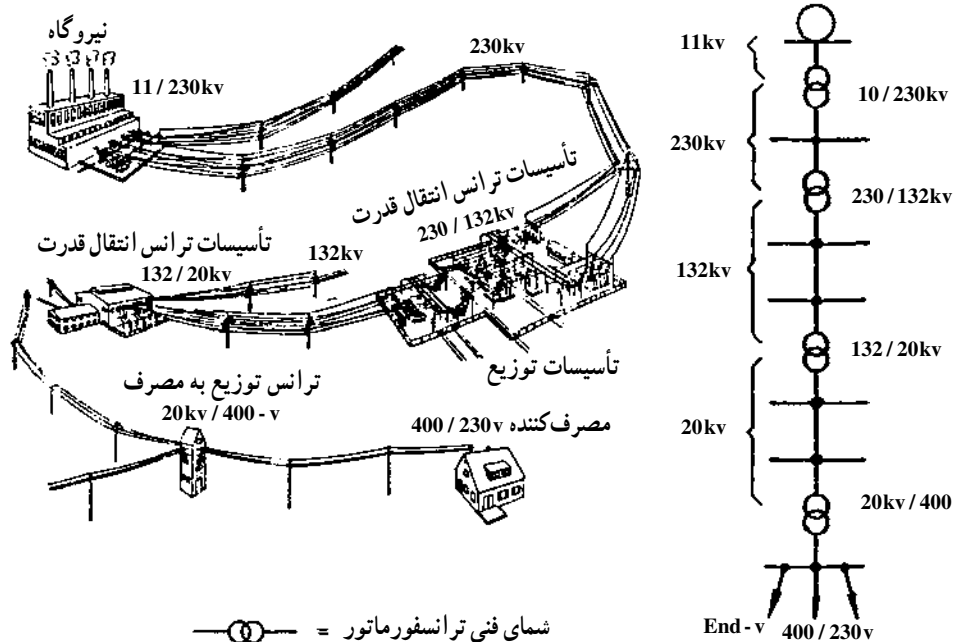 نیروگاه
11 / 230kv
230kv
تأسیسات ترانس انتقال قدرت
230 / 132kv
تأسیسات ترانس انتقال قدرت
132 / 20kv
132kv
تأسیسات توزیع
ترانس توزیع به مصرف
20kv / 400 - v
مصرف‌کننده 400 / 230v
شمای فنی ترانسفورماتور =
11kv
10 / 230kv
230kv
230 / 132kv
132kv
132 / 20kv
20kv
20kv / 400
End - v
400 / 230v